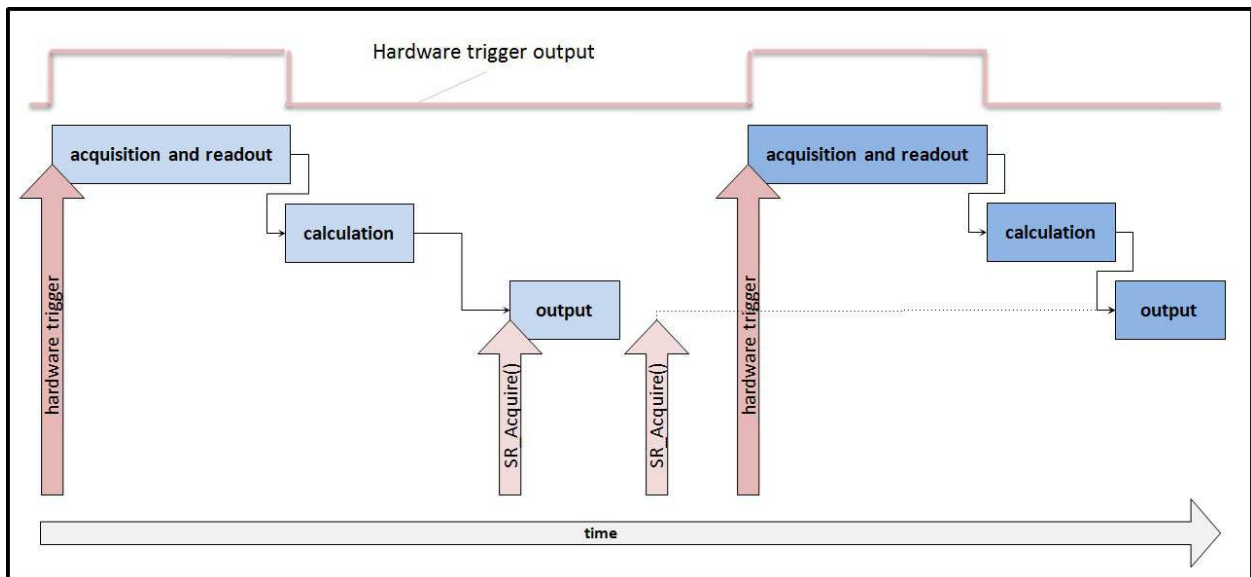 Hardware trigger output
acquisition and readout
acquisition and readout
calculation
calculation
output
output
hardware trigger
SR_Acquire()
SR_Acquire()
hardware trigger
time